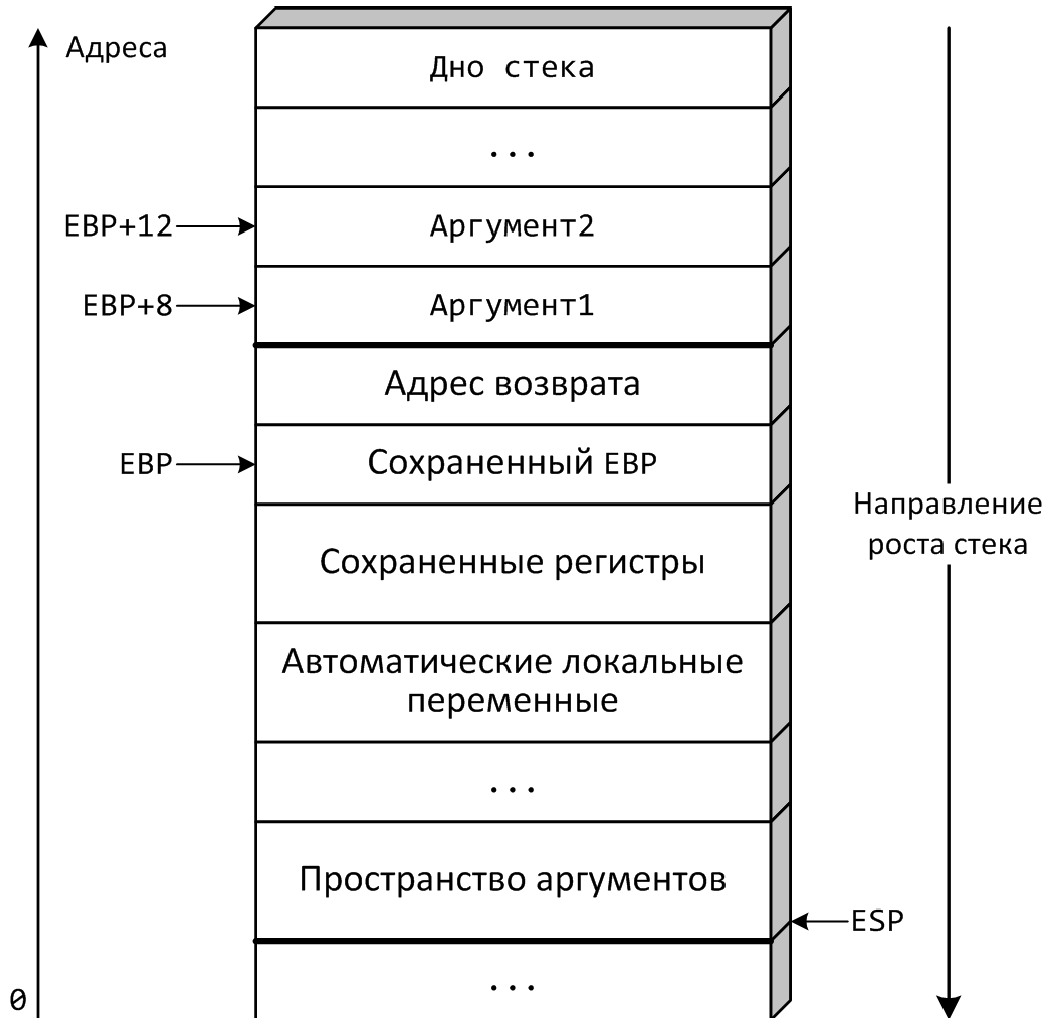 Адреса
Дно стека
...
EBP+12
Аргумент2
EBP+8
Аргумент1
Адрес возврата
EBP
Сохраненный EBP
Направление
роста стека
Сохраненные регистры
Автоматические локальные
переменные
...
Пространство аргументов
ESP
...
0